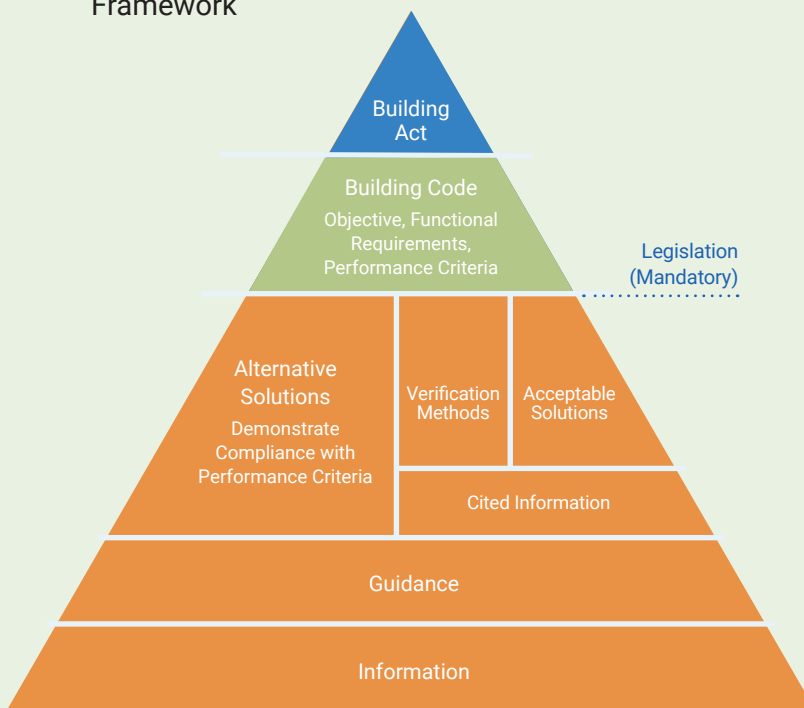 Framework
Building
Act
Building Code
Objective, Functional
Requirements,
Performance Criteria
Legislation
(Mandatory)
Alternative
Solutions
Demonstrate
Compliance with
Performance Criteria
Verification
Methods
Acceptable
Solutions
Cited Information
Guidance
Information